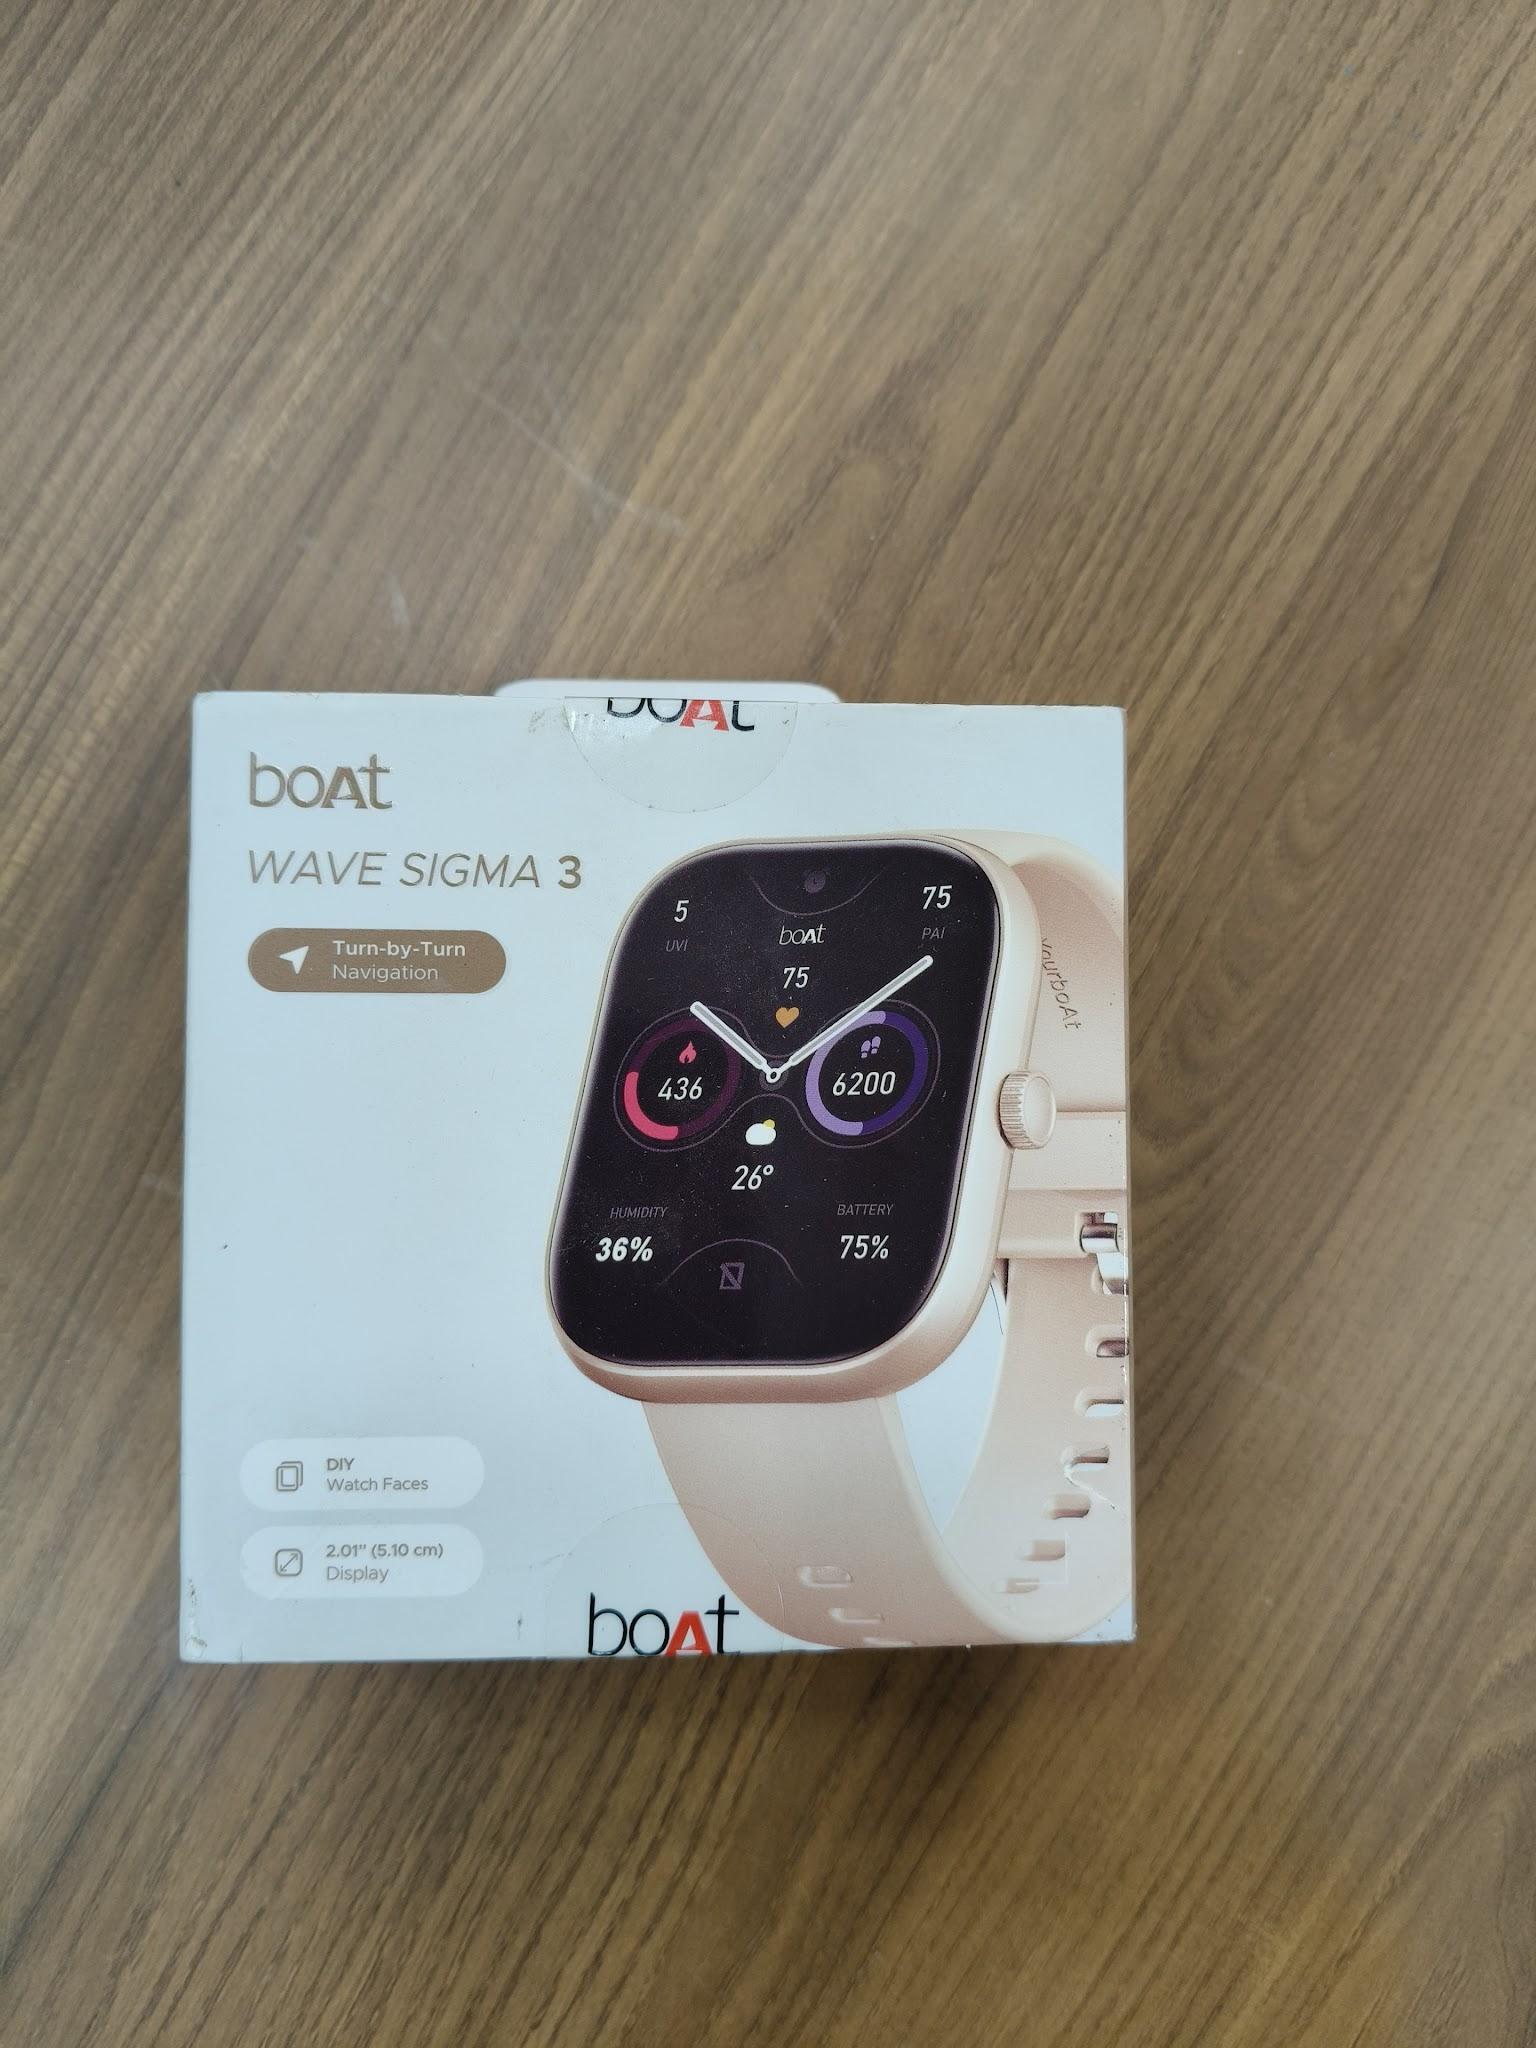 boAt
boAt
WAVE SIGMA 3
Turn-by-Turn
Navigation
5
UVI
boAt
75
PAI
75
yourboAt
436
6200
26°
HUMIDITY
36%
BATTERY
75%
DIY
Watch Faces
2.01" (5.10 cm)
Display
boAt